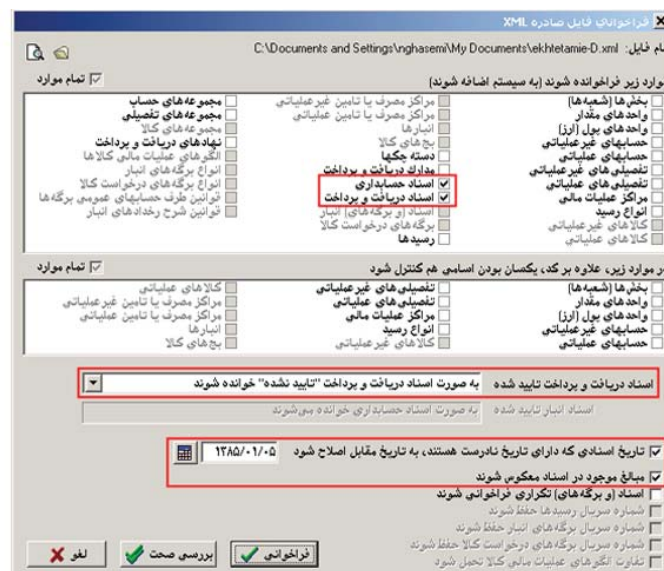 فراخوانی فایل صادره XML
نام فایل: C:\Documents and Settings\nghasemi\My Documents\ekhtetamie-D.xml
موارد زیر فراخوانده شوند (به سیستم اضافه شوند)
تمام موارد
بخش‌ها (شعبه‌ها)
واحدهای مقدار
واحدهای پول (ارز)
حسابهای غیرعملیاتی
حسابهای عملیاتی
تفصیلی‌های غیرعملیاتی
تفصیلی‌های عملیاتی
مراکز عملیات مالی
انواع رسید
کالاهای غیرعملیاتی
کالاهای عملیاتی
مراکز مصرف یا تامین غیرعملیاتی
مراکز مصرف یا تامین عملیاتی
انبارها
بچ‌های کالا
دسته چکها
مدارک دریافت و پرداخت
اسناد حسابداری
اسناد دریافت و پرداخت
اسناد (و برگه‌های) انبار
برگه‌های درخواست کالا
رسیدها
مجموعه‌های حساب
مجموعه‌های تفصیلی
مجموعه‌های کالا
نهادهای دریافت و پرداخت
الگوهای عملیات مالی کالاها
انواع برگه‌های انبار
انواع برگه‌های درخواست کالا
قوانین طرف حسابهای عمومی برگه‌ها
قوانین شرح رخدادهای انبار
در موارد زیر، علاوه بر کد، یکسان بودن اسامی هم کنترل شود
تمام موارد
بخش‌ها (شعبه‌ها)
واحدهای مقدار
واحدهای پول (ارز)
حسابهای غیرعملیاتی
حسابهای عملیاتی
تفصیلی‌های غیرعملیاتی
تفصیلی‌های عملیاتی
مراکز عملیات مالی
انواع رسید
کالاهای غیرعملیاتی
کالاهای عملیاتی
مراکز مصرف یا تامین غیرعملیاتی
مراکز مصرف یا تامین عملیاتی
انبارها
بچ‌های کالا
اسناد دریافت و پرداخت تایید شده به صورت اسناد دریافت و پرداخت "تایید نشده" خوانده شوند
اسناد انبار تایید شده به صورت اسناد حسابداری خوانده می‌شوند
تاریخ اسنادی که دارای تاریخ نادرست هستند، به تاریخ مقابل اصلاح شود ۱۳۸۵/۰۱/۰۵
مبالغ موجود در اسناد معکوس شوند
اسناد (و برگه‌های) تکراری فراخوانی شوند
شماره سریال رسیدها حفظ شوند
شماره سریال برگه‌های انبار حفظ شوند
شماره سریال برگه‌های درخواست کالا حفظ شوند
تفاوت الگوهای عملیات مالی کالا تحمل شود
فراخوانی بررسی صحت لغو